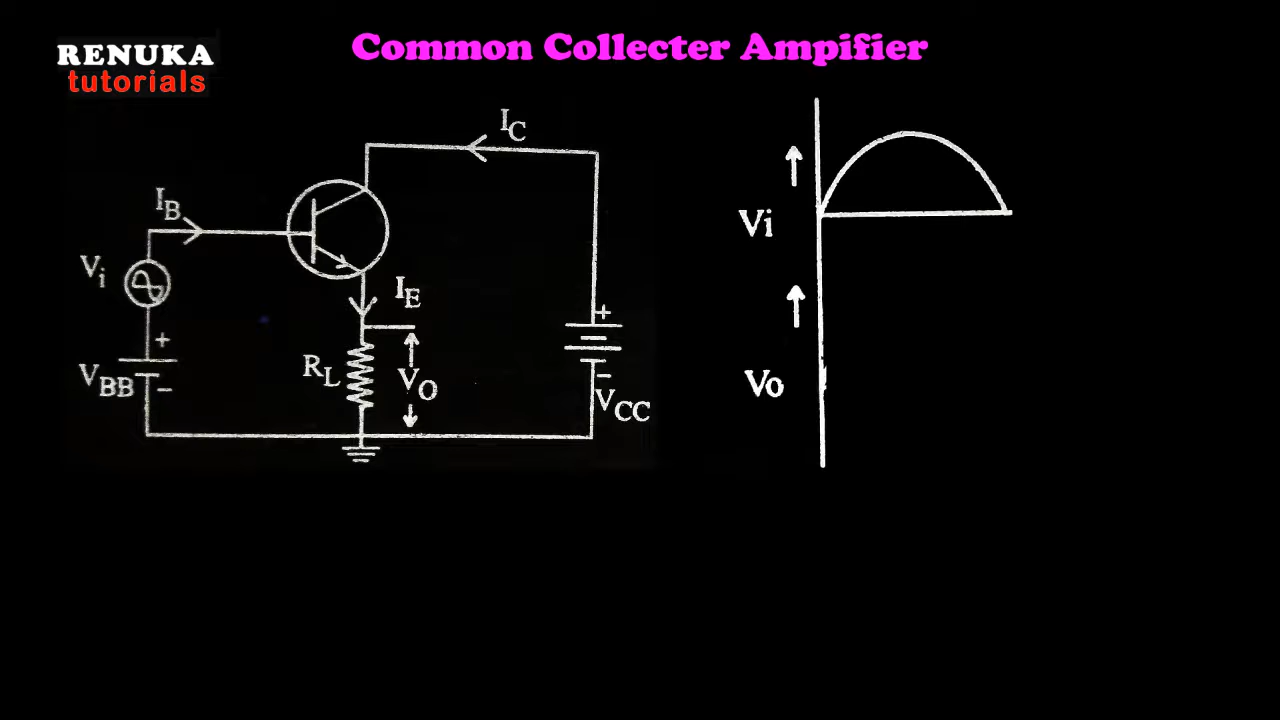 RENUKA
tutorials
Common Collecter Ampifier
IC
IB
Vi
IE
+
VBB
−
RL
VO
+
−
VCC
Vi
Vo